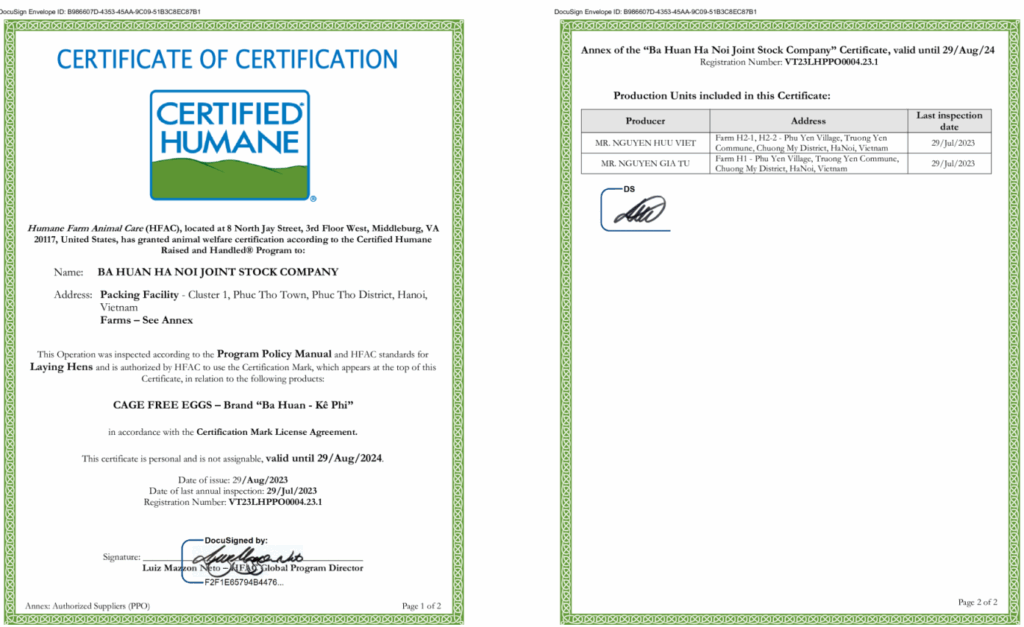 DocuSign Envelope ID: B986607D-4353-45AA-9C09-51B3C8EC87B1
CERTIFICATE OF CERTIFICATION
CERTIFIED
HUMANE
®
Humane Farm Animal Care (HFAC), located at 8 North Jay Street, 3rd Floor West, Middleburg, VA
20117, United States, has granted animal welfare certification according to the Certified Humane
Raised and Handled® Program to:
Name: BA HUAN HA NOI JOINT STOCK COMPANY
Address: Packing Facility - Cluster 1, Phuc Tho Town, Phuc Tho District, Hanoi,
Vietnam
Farms – See Annex
This Operation was inspected according to the Program Policy Manual and HFAC standards for
Laying Hens and is authorized by HFAC to use the Certification Mark, which appears at the top of this
Certificate, in relation to the following products:
CAGE FREE EGGS – Brand “Ba Huan - Kê Phi”
in accordance with the Certification Mark License Agreement.
This certificate is personal and is not assignable, valid until 29/Aug/2024.
Date of issue: 29/Aug/2023
Date of last annual inspection: 29/Jul/2023
Registration Number: VT23LHPPO0004.23.1
DocuSigned by:
Signature:
Luiz Mazzon Neto – HFAC Global Program Director
F2F1E65794B4476...
Annex: Authorized Suppliers (PPO)
Page 1 of 2
DocuSign Envelope ID: B986607D-4353-45AA-9C09-51B3C8EC87B1
Annex of the “Ba Huan Ha Noi Joint Stock Company” Certificate, valid until 29/Aug/24
Registration Number: VT23LHPPO0004.23.1
Production Units included in this Certificate:
Producer Address Last inspection
date
MR. NGUYEN HUU VIET Farm H2-1, H2-2 - Phu Yen Village, Truong Yen
Commune, Chuong My District, HaNoi, Vietnam 29/Jul/2023
MR. NGUYEN GIA TU Farm H1 - Phu Yen Village, Truong Yen Commune,
Chuong My District, HaNoi, Vietnam 29/Jul/2023
DS
Page 2 of 2